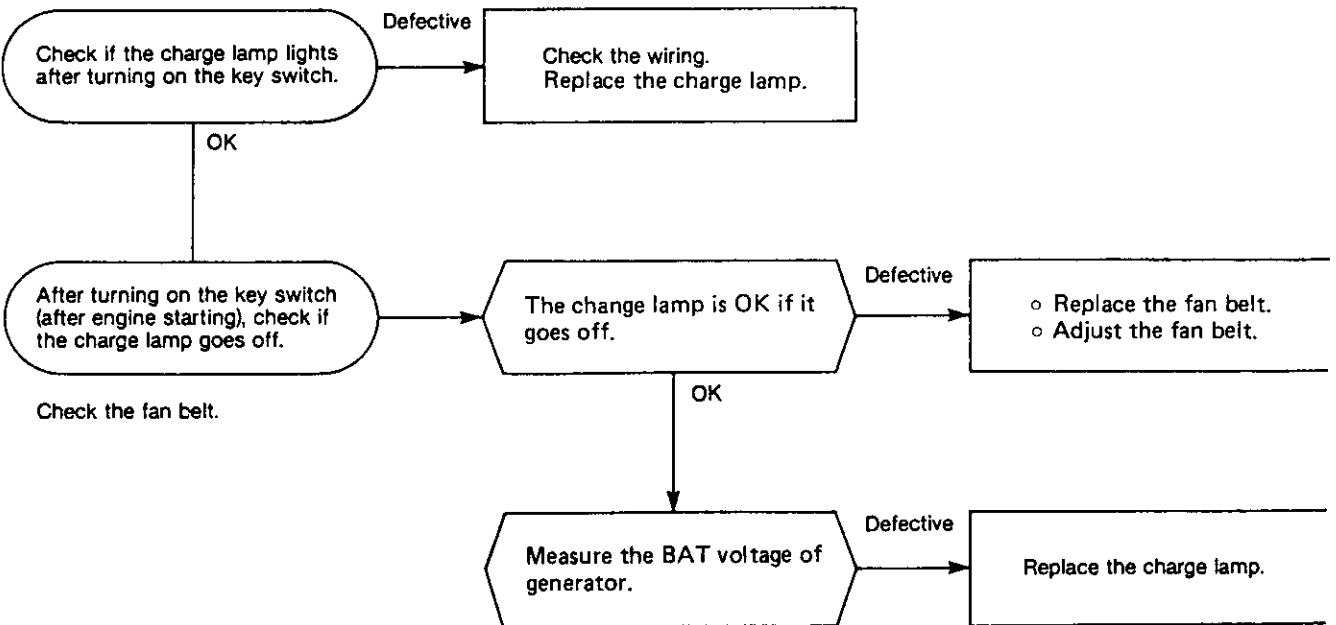 Defective
Check if the charge lamp lights
after turning on the key switch.
Check the wiring.
Replace the charge lamp.
OK
After turning on the key switch
(after engine starting), check if
the charge lamp goes off.
The change lamp is OK if it
goes off.
Defective
○ Replace the fan belt.
○ Adjust the fan belt.
Check the fan belt.
OK
Measure the BAT voltage of
generator.
Defective
Replace the charge lamp.